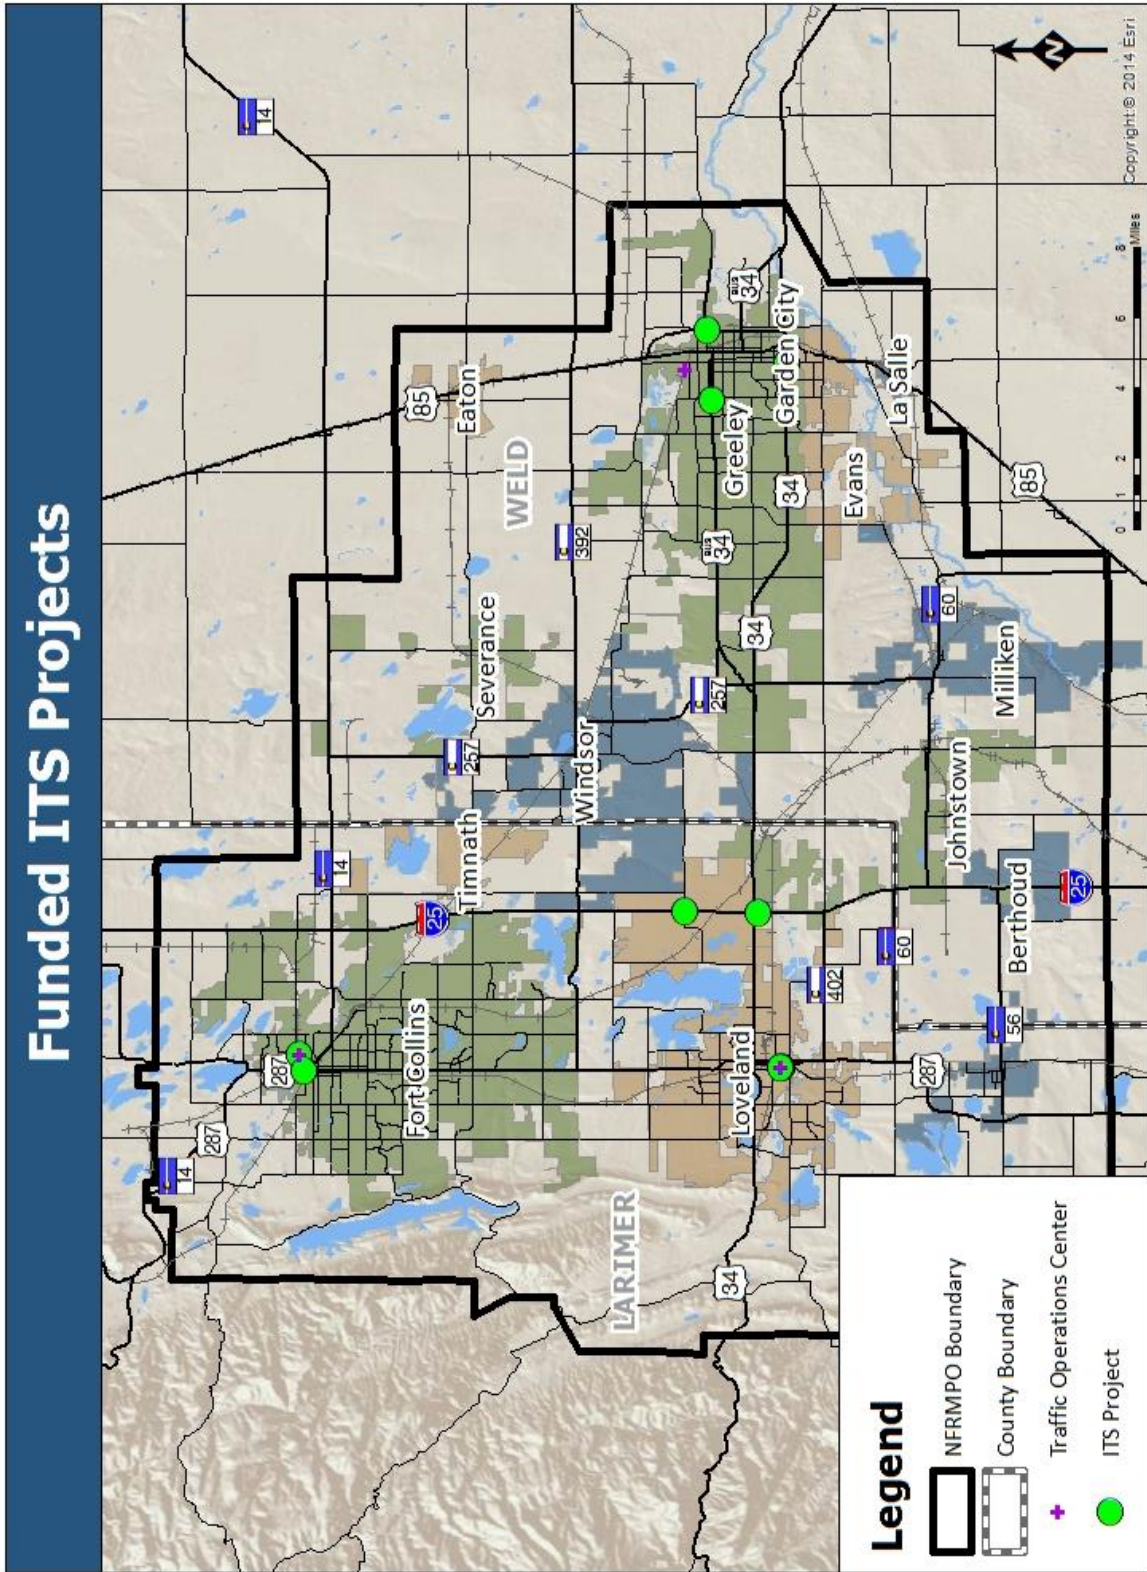 Funded ITS Projects
14
14
287
14
287
85
Eaton
25
257
Timnath
Severance
Fort Collins
WELD
392
Windsor
LARIMER
257
BUS
34
BUS
34
Greeley
34
Loveland
34
34
Garden City
402
Evans
60
La Salle
287
60
Johnstown
85
56
Berthoud
25
Milliken
Legend
NFRMPO Boundary
County Boundary
Traffic Operations Center
ITS Project
0 1 2 4 6 8
Miles
N
Copyright:© 2014 Esri